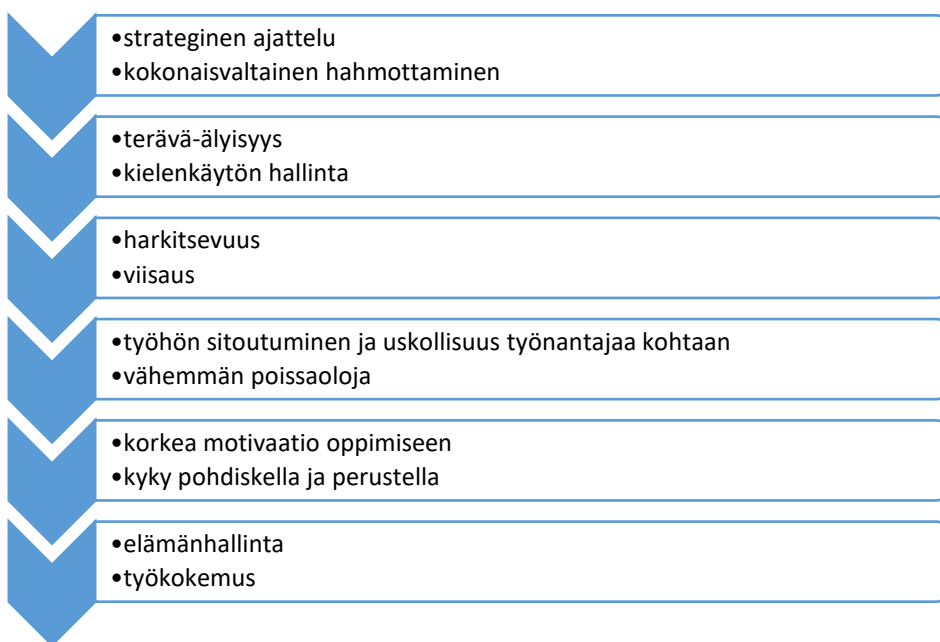 •strateginen ajattelu
•kokonaisvaltainen hahmottaminen
•terävä-älyisyys
•kielenkäytön hallinta
•harkitsevuus
•viisaus
•työhön sitoutuminen ja uskollisuus työnantajaa kohtaan
•vähemmän poissaoloja
•korkea motivaatio oppimiseen
•kyky pohdiskella ja perustella
•elämänhallinta
•työkokemus